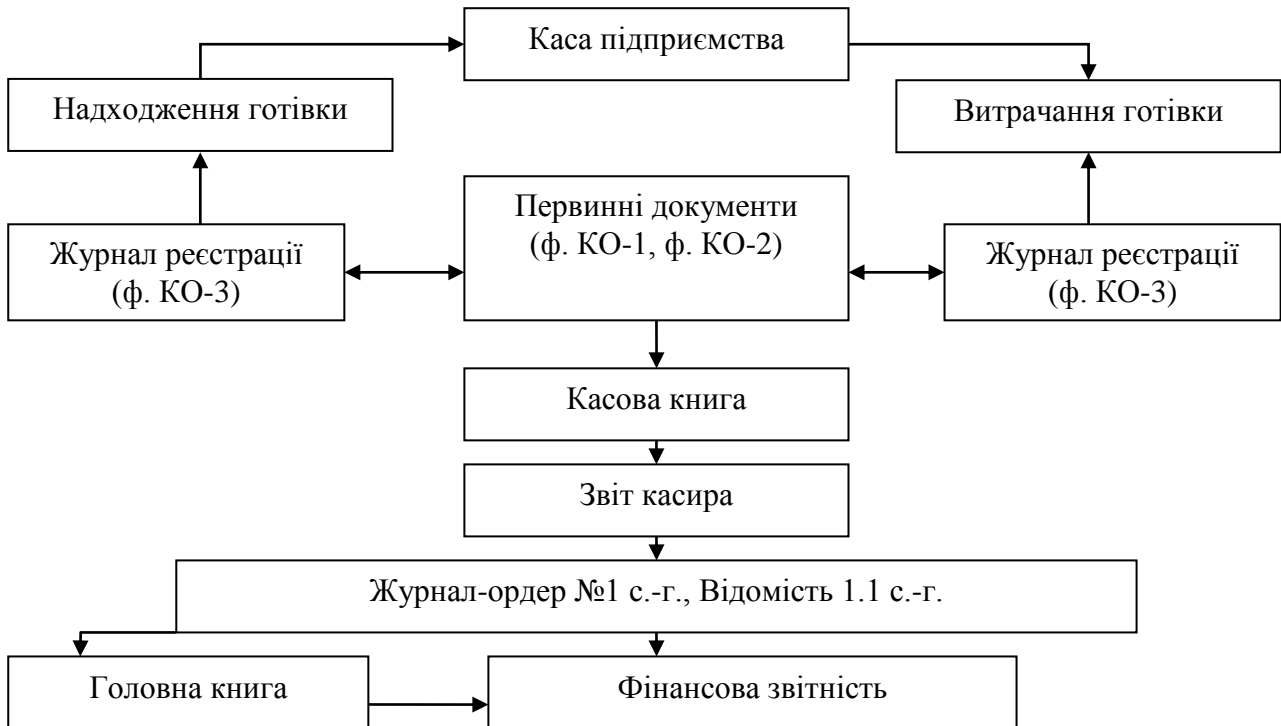 Каса підприємства
Надходження готівки
Витрачання готівки
Первинні документи
(ф. КО-1, ф. КО-2)
Журнал реєстрації
(ф. КО-3)
Журнал реєстрації
(ф. КО-3)
Касова книга
Звіт касира
Журнал-ордер №1 с.-г., Відомість 1.1 с.-г.
Головна книга
Фінансова звітність